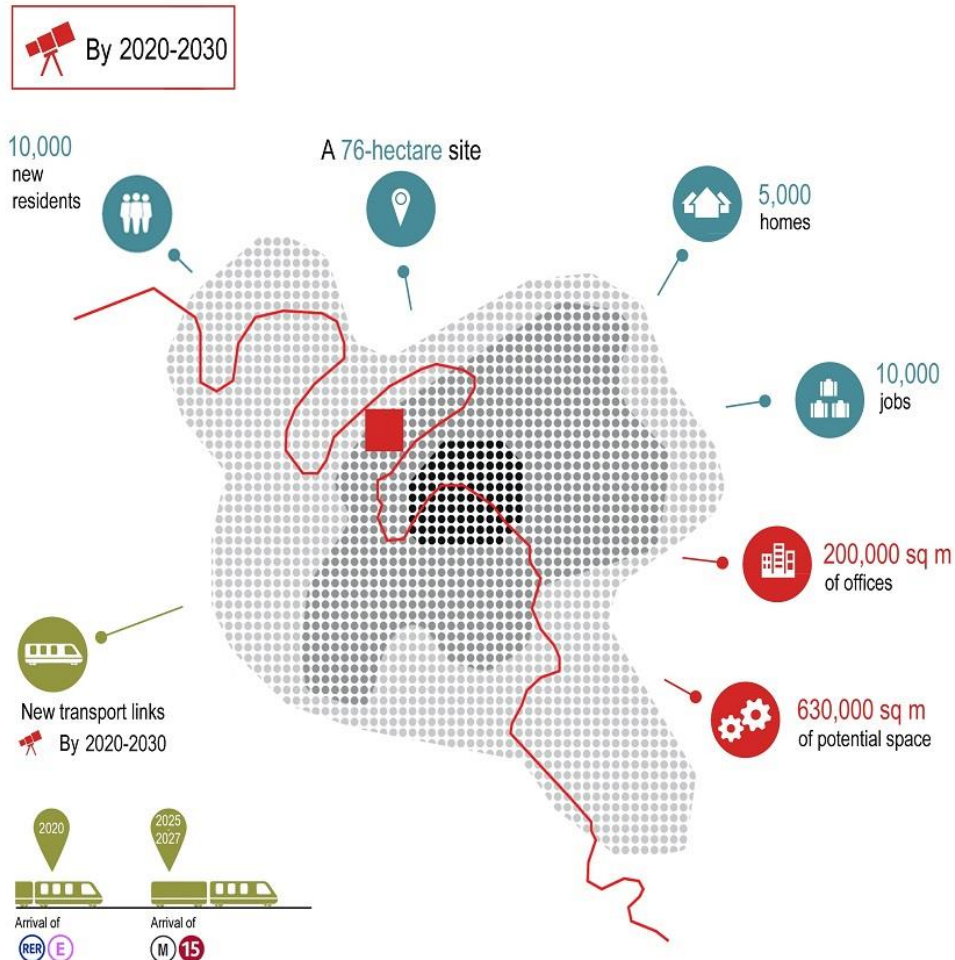 By 2020-2030
10,000
new
residents
A 76-hectare site
5,000
homes
10,000
jobs
200,000 sq m
of offices
630,000 sq m
of potential space
New transport links
By 2020-2030
2020
2025
2027
Arrival of
RER E
Arrival of
M 15